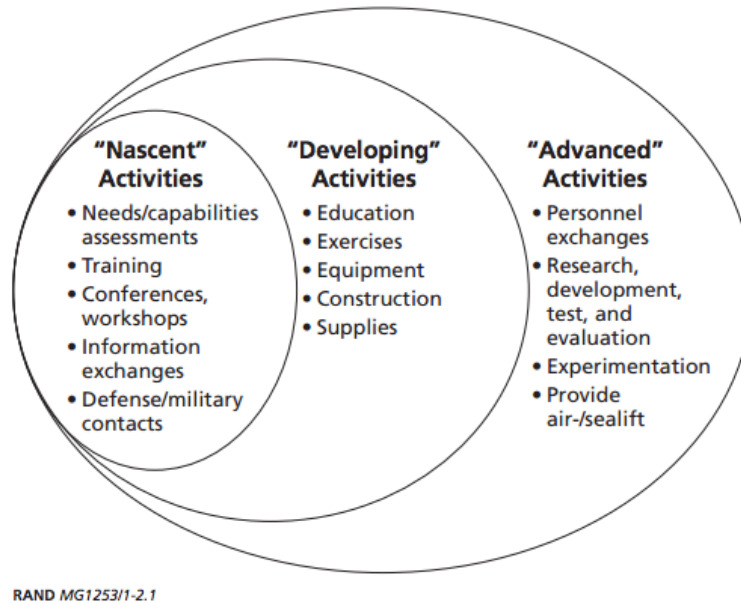 “Nascent”
Activities
• Needs/capabilities
assessments
• Training
• Conferences,
workshops
• Information
exchanges
• Defense/military
contacts
“Developing”
Activities
• Education
• Exercises
• Equipment
• Construction
• Supplies
“Advanced”
Activities
• Personnel
exchanges
• Research,
development,
test, and
evaluation
• Experimentation
• Provide
air-/sealift
RAND MG1253/1-2.1